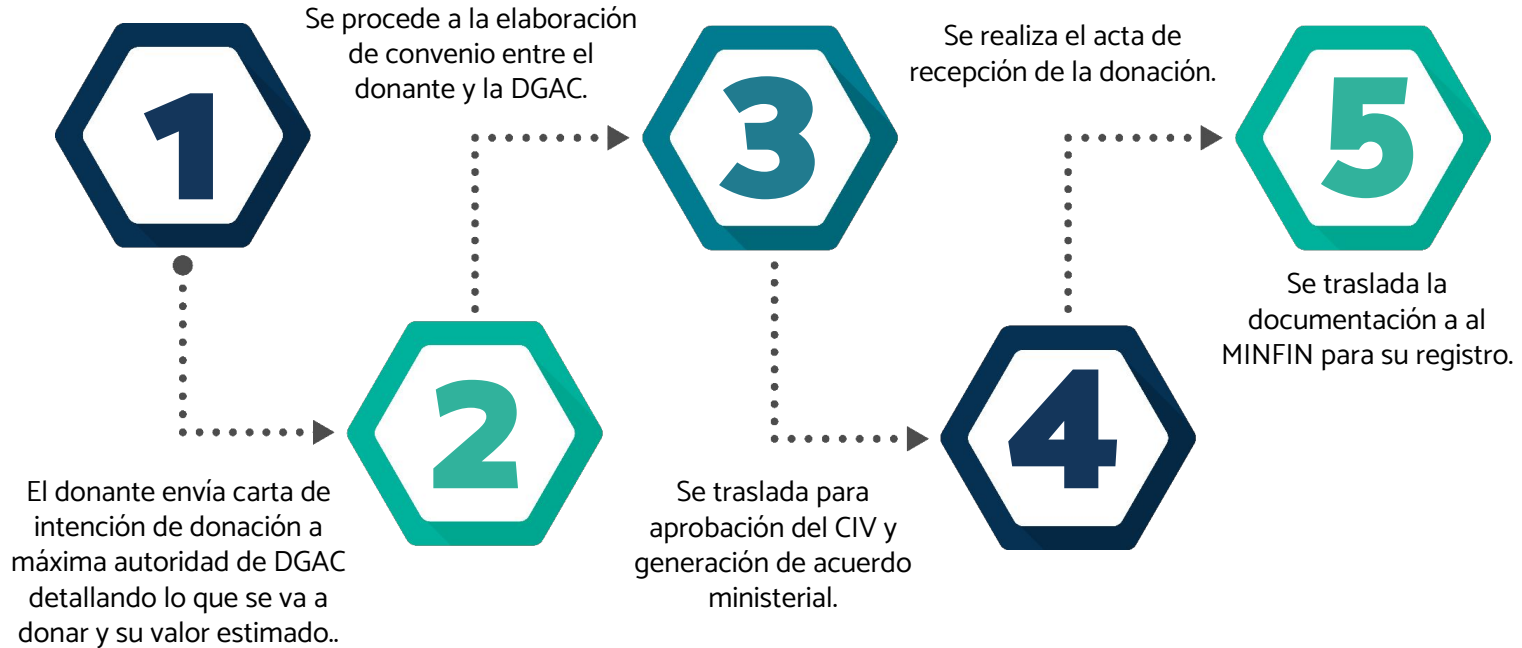 1
El donante envía carta de
intención de donación a
máxima autoridad de DGAC
detallando lo que se va a
donar y su valor estimado..
2
Se procede a la elaboración
de convenio entre el
donante y la DGAC.
3
Se traslada para
aprobación del CIV y
generación de acuerdo
ministerial.
4
Se realiza el acta de
recepción de la donación.
5
Se traslada la
documentación a al
MINFIN para su registro.